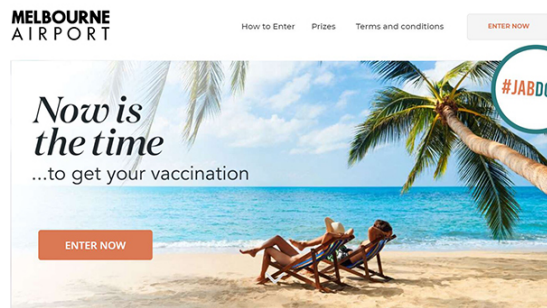 MELBOURNE
AIRPORT
How to Enter
Prizes
Terms and conditions
ENTER NOW
#JABDO
Now is
the time
...to get your vaccination
ENTER NOW